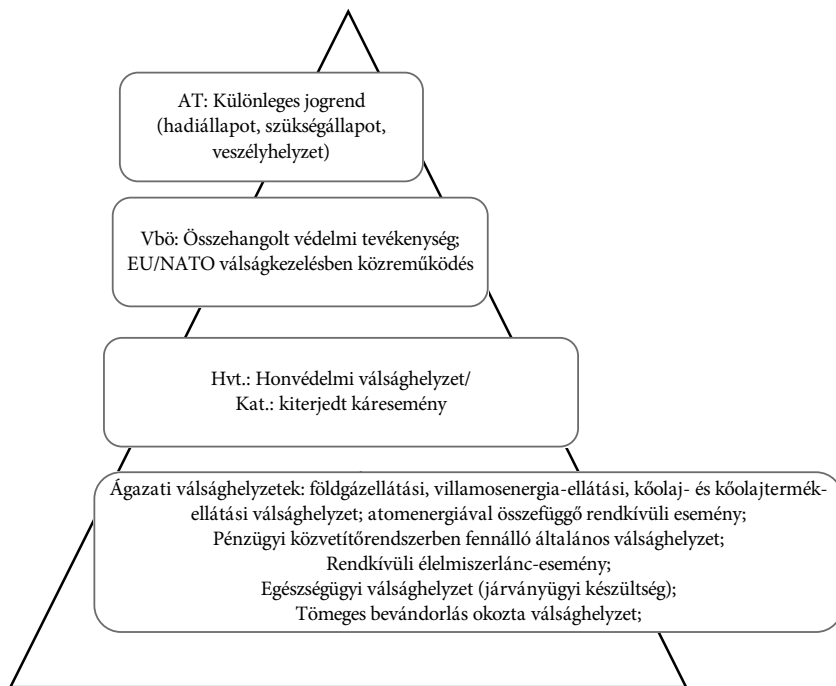 AT: Különleges jogrend
(hadiállapot, szükségállapot,
veszélyhelyzet)
Vbö: Összehangolt védelmi tevékenység;
EU/NATO válságkezelésben közreműködés
Hvt.: Honvédelmi válsághelyzet/
Kat.: kiterjedt káresemény
Ágazati válsághelyzetek: földgázellátási, villamosenergia-ellátási, kőolaj- és kőolajtermék-
ellátási válsághelyzet; atomenergiával összefüggő rendkívüli esemény;
Pénzügyi közvetítőrendszerben fennálló általános válsághelyzet;
Rendkívüli élelmiszerlánc-esemény;
Egészségügyi válsághelyzet (járványügyi készültség);
Tömeges bevándorlás okozta válsághelyzet;